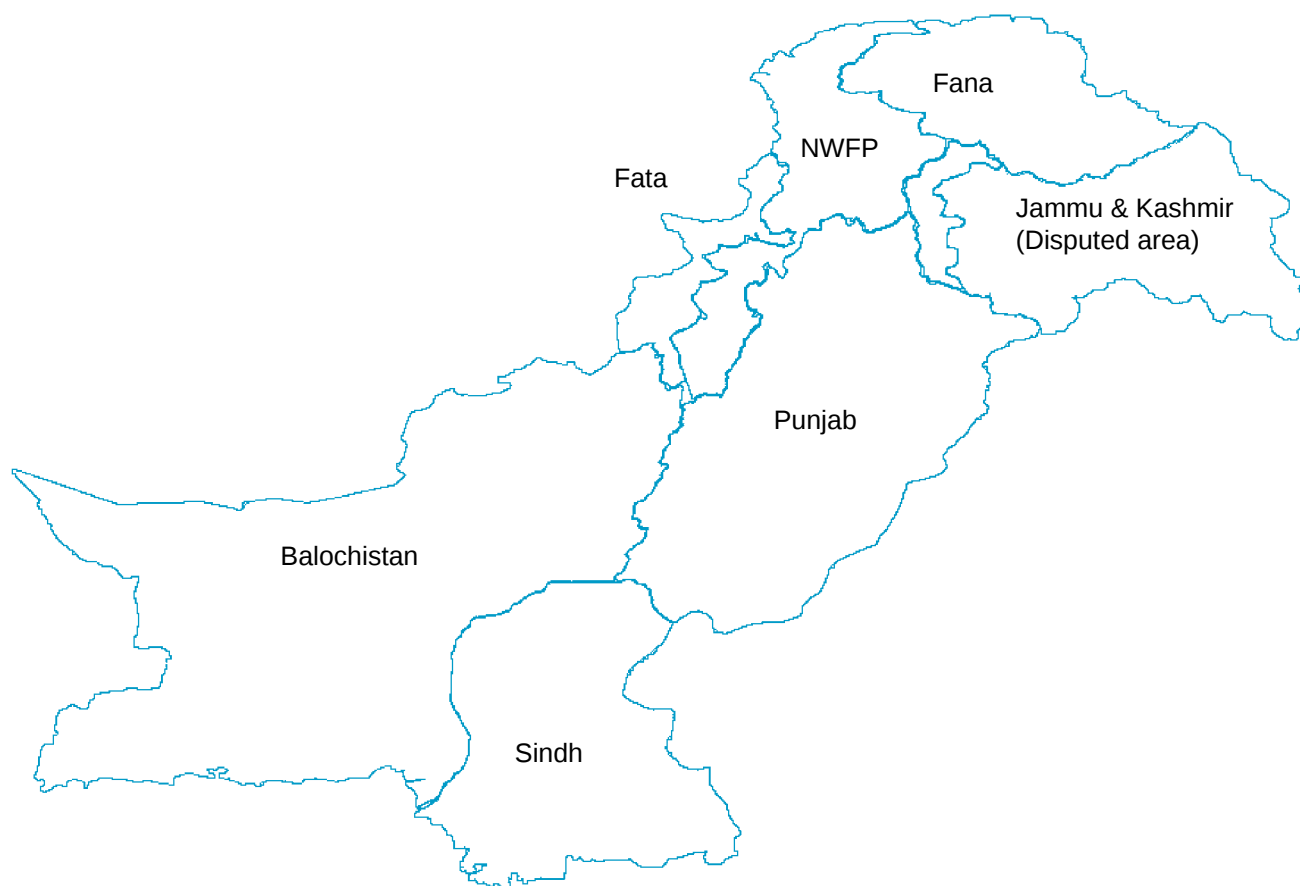 Fana
NWFP
Fata
Jammu & Kashmir
(Disputed area)
Punjab
Balochistan
Sindh